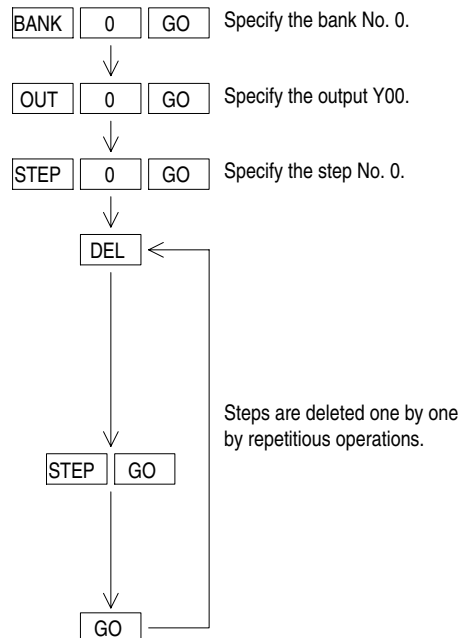 BANK 0 GO Specify the bank No. 0.
OUT 0 GO Specify the output Y00.
STEP 0 GO Specify the step No. 0.
DEL
Steps are deleted one by one
by repetitious operations.
STEP GO
GO